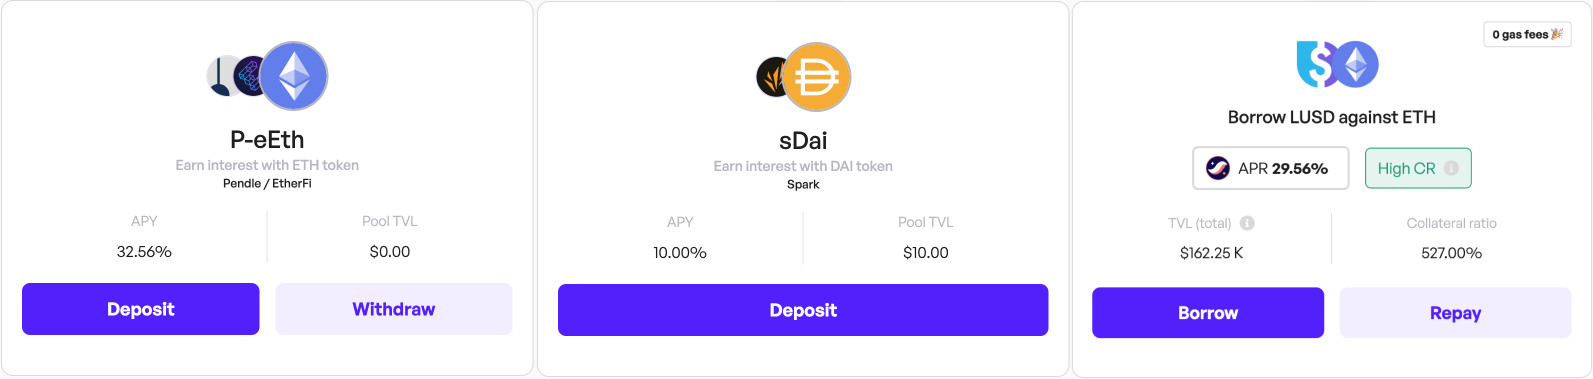 P-eEth
Earn interest with ETH token
Pendle / EtherFi
APY
Pool TVL
32.56%
$0.00
Deposit
Withdraw
sDai
Earn interest with DAI token
Spark
APY
Pool TVL
10.00%
$10.00
Deposit
0 gas fees 🎉
Borrow LUSD against ETH
APR 29.56%
High CR
TVL (total)
Collateral ratio
$162.25 K
527.00%
Borrow
Repay